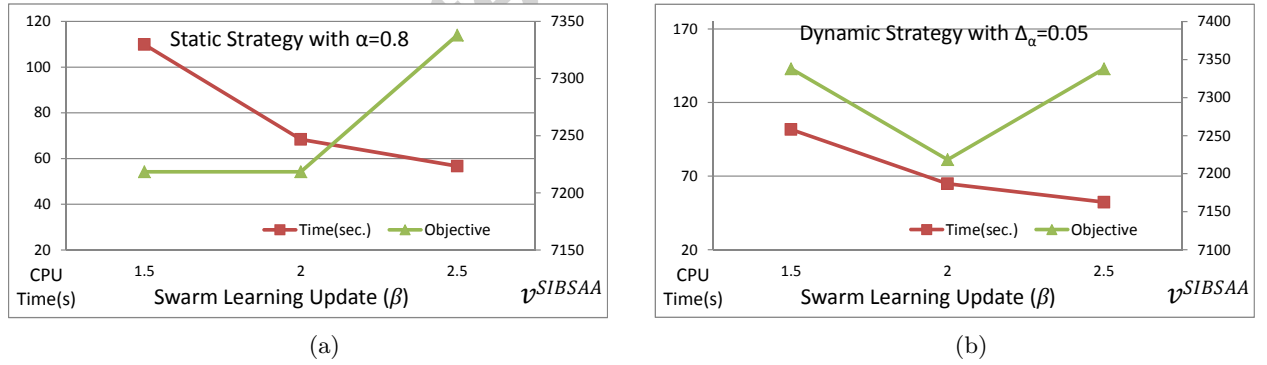 Static Strategy with α=0.8
120
100
80
60
40
20
7350
7300
7250
7200
7150
Time(sec.) Objective
1.5 2 2.5
CPU
Time(s)
Swarm Learning Update (β)
v^SIBSAA
(a)
Dynamic Strategy with Δα=0.05
170
120
70
20
7400
7350
7300
7250
7200
7150
7100
Time(sec.) Objective
1.5 2 2.5
CPU
Time(s)
Swarm Learning Update (β)
v^SIBSAA
(b)